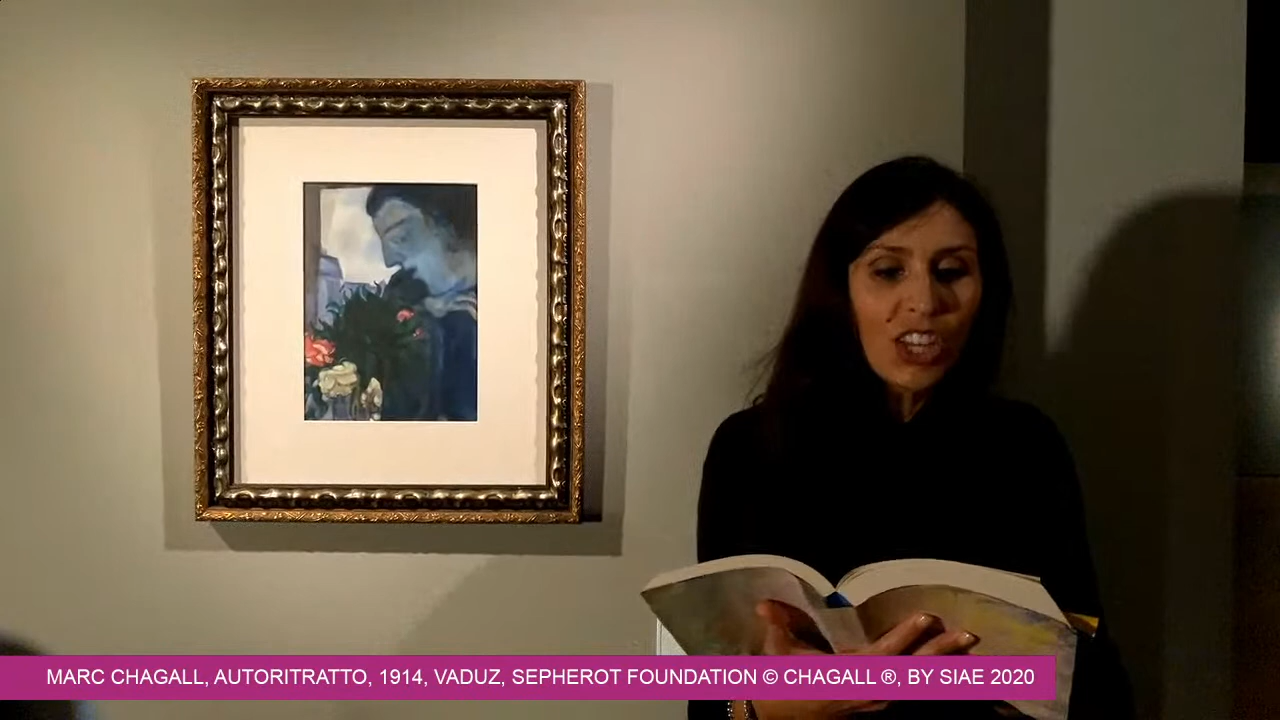 MARC CHAGALL, AUTORITRATTO, 1914, VADUZ, SEPHEROT FOUNDATION © CHAGALL ®, BY SIAE 2020